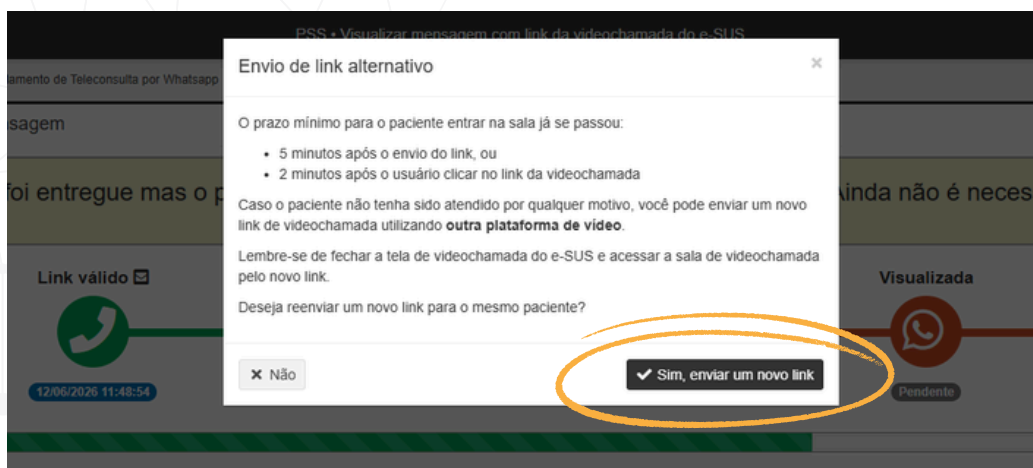 PSS • Visualizar mensagem com link da videochamada do e-SUS
lamento de Teleconsulta por Whatsapp
Envio de link alternativo
×
sagem
O prazo mínimo para o paciente entrar na sala já se passou:
• 5 minutos após o envio do link, ou
• 2 minutos após o usuário clicar no link da videochamada
foi entregue mas o p
Ainda não é neces
Caso o paciente não tenha sido atendido por qualquer motivo, você pode enviar um novo
link de videochamada utilizando outra plataforma de vídeo.
Lembre-se de fechar a tela de videochamada do e-SUS e acessar a sala de videochamada
pelo novo link.
Deseja reenviar um novo link para o mesmo paciente?
Link válido
Visualizada
Não
Sim, enviar um novo link
12/06/2026 11:48:54
Pendente